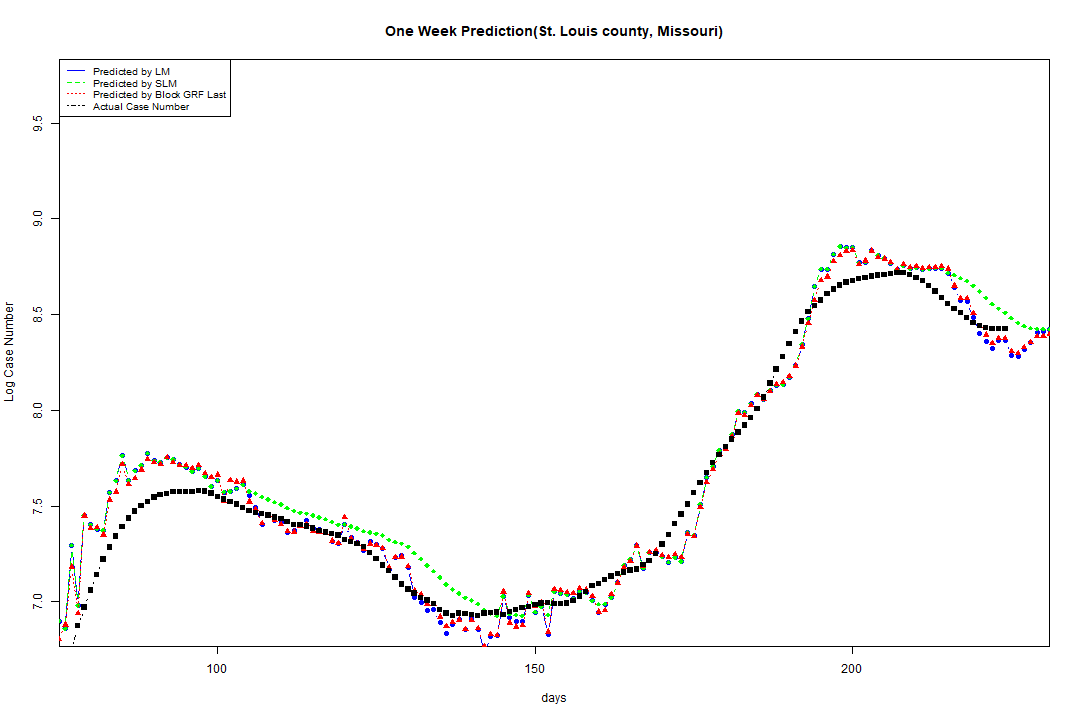 One Week Prediction(St. Louis county, Missouri)
Predicted by LM
Predicted by SLM
Predicted by Block GRF Last
Actual Case Number
9.5
9.0
8.5
8.0
7.5
7.0
Log Case Number
100 150 200
days